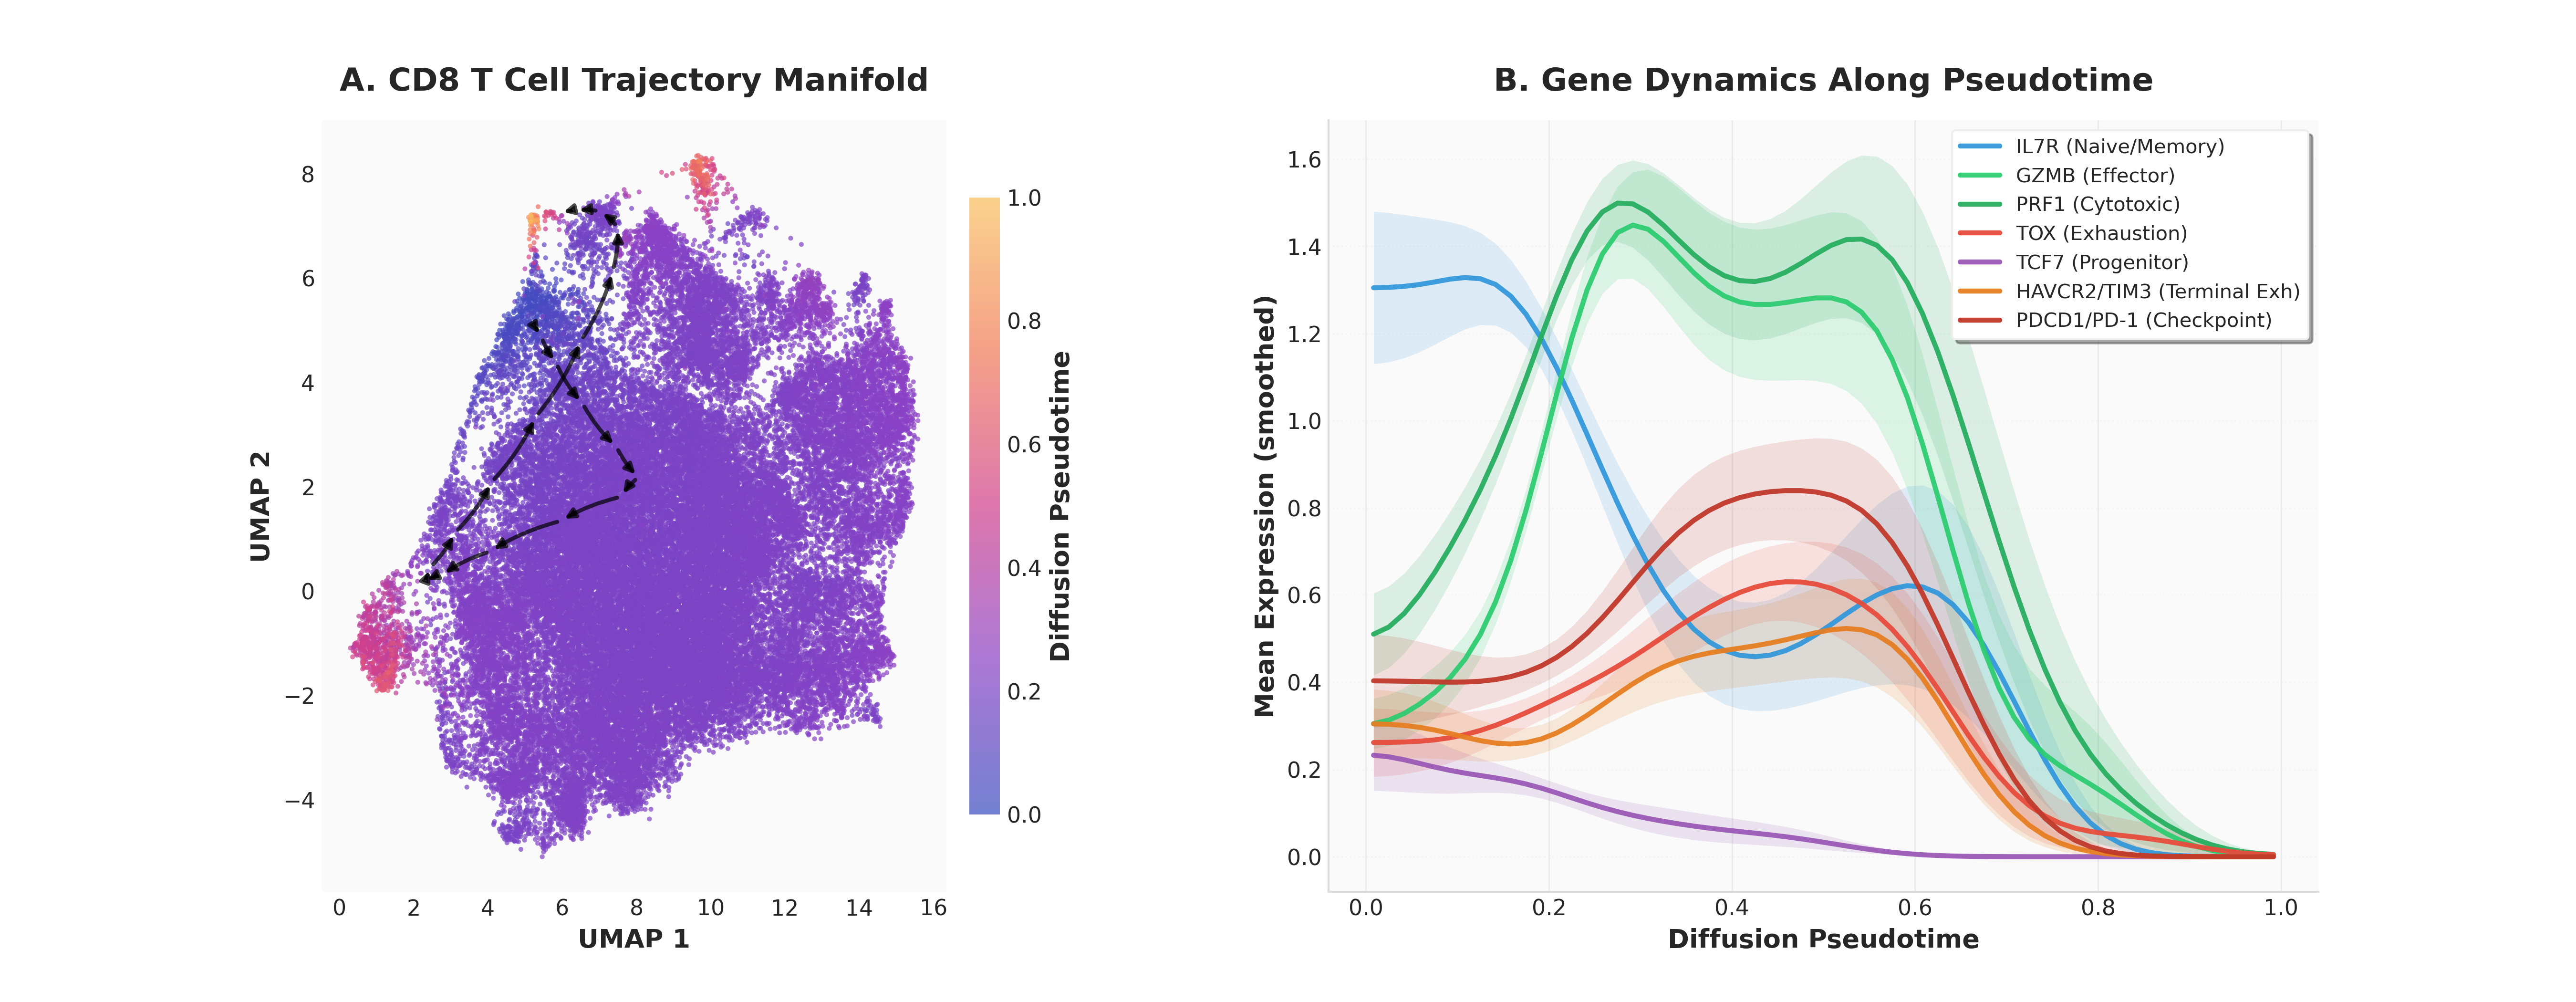 A. CD8 T Cell Trajectory Manifold
UMAP 2
8
6
4
2
0
−2
−4
0 2 4 6 8 10 12 14 16
UMAP 1
1.0
0.8
0.6
0.4
0.2
0.0
Diffusion Pseudotime
B. Gene Dynamics Along Pseudotime
Mean Expression (smoothed)
1.6
1.4
1.2
1.0
0.8
0.6
0.4
0.2
0.0
0.0 0.2 0.4 0.6 0.8 1.0
Diffusion Pseudotime
IL7R (Naive/Memory)
GZMB (Effector)
PRF1 (Cytotoxic)
TOX (Exhaustion)
TCF7 (Progenitor)
HAVCR2/TIM3 (Terminal Exh)
PDCD1/PD-1 (Checkpoint)